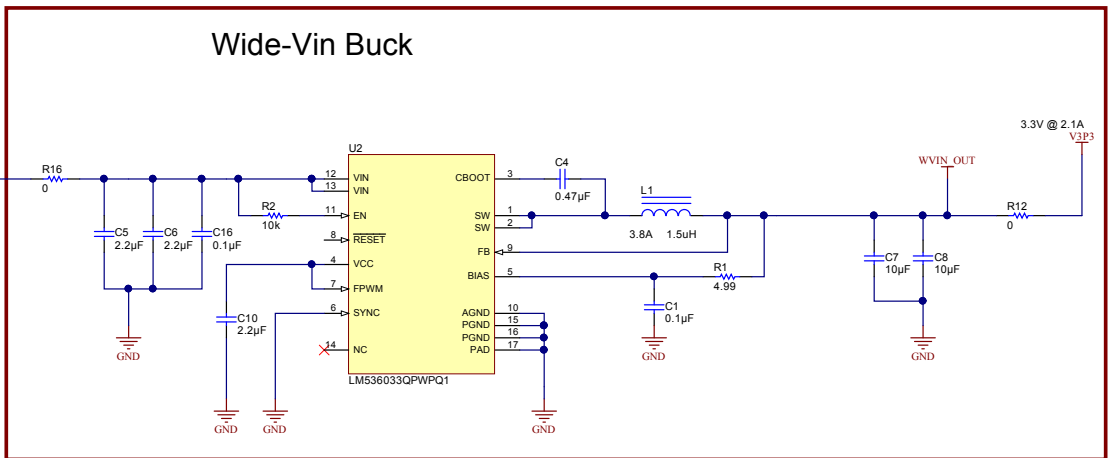 Wide-Vin Buck
3.3V @ 2.1A
V3P3
WVIN_OUT
R16
0
C5
2.2µF
C6
2.2µF
C16
0.1µF
R2
10k
C10
2.2µF
GND
GND
GND
U2
12
VIN
13
VIN
11
EN
8
RESET
4
VCC
7
FPWM
6
SYNC
14
NC
CBOOT
3
SW
1
SW
2
FB
9
BIAS
5
AGND
10
PGND
15
PGND
16
PAD
17
LM536033QPWPQ1
GND
C4
0.47µF
L1
3.8A 1.5uH
R1
4.99
C1
0.1µF
GND
C7
10µF
C8
10µF
GND
R12
0